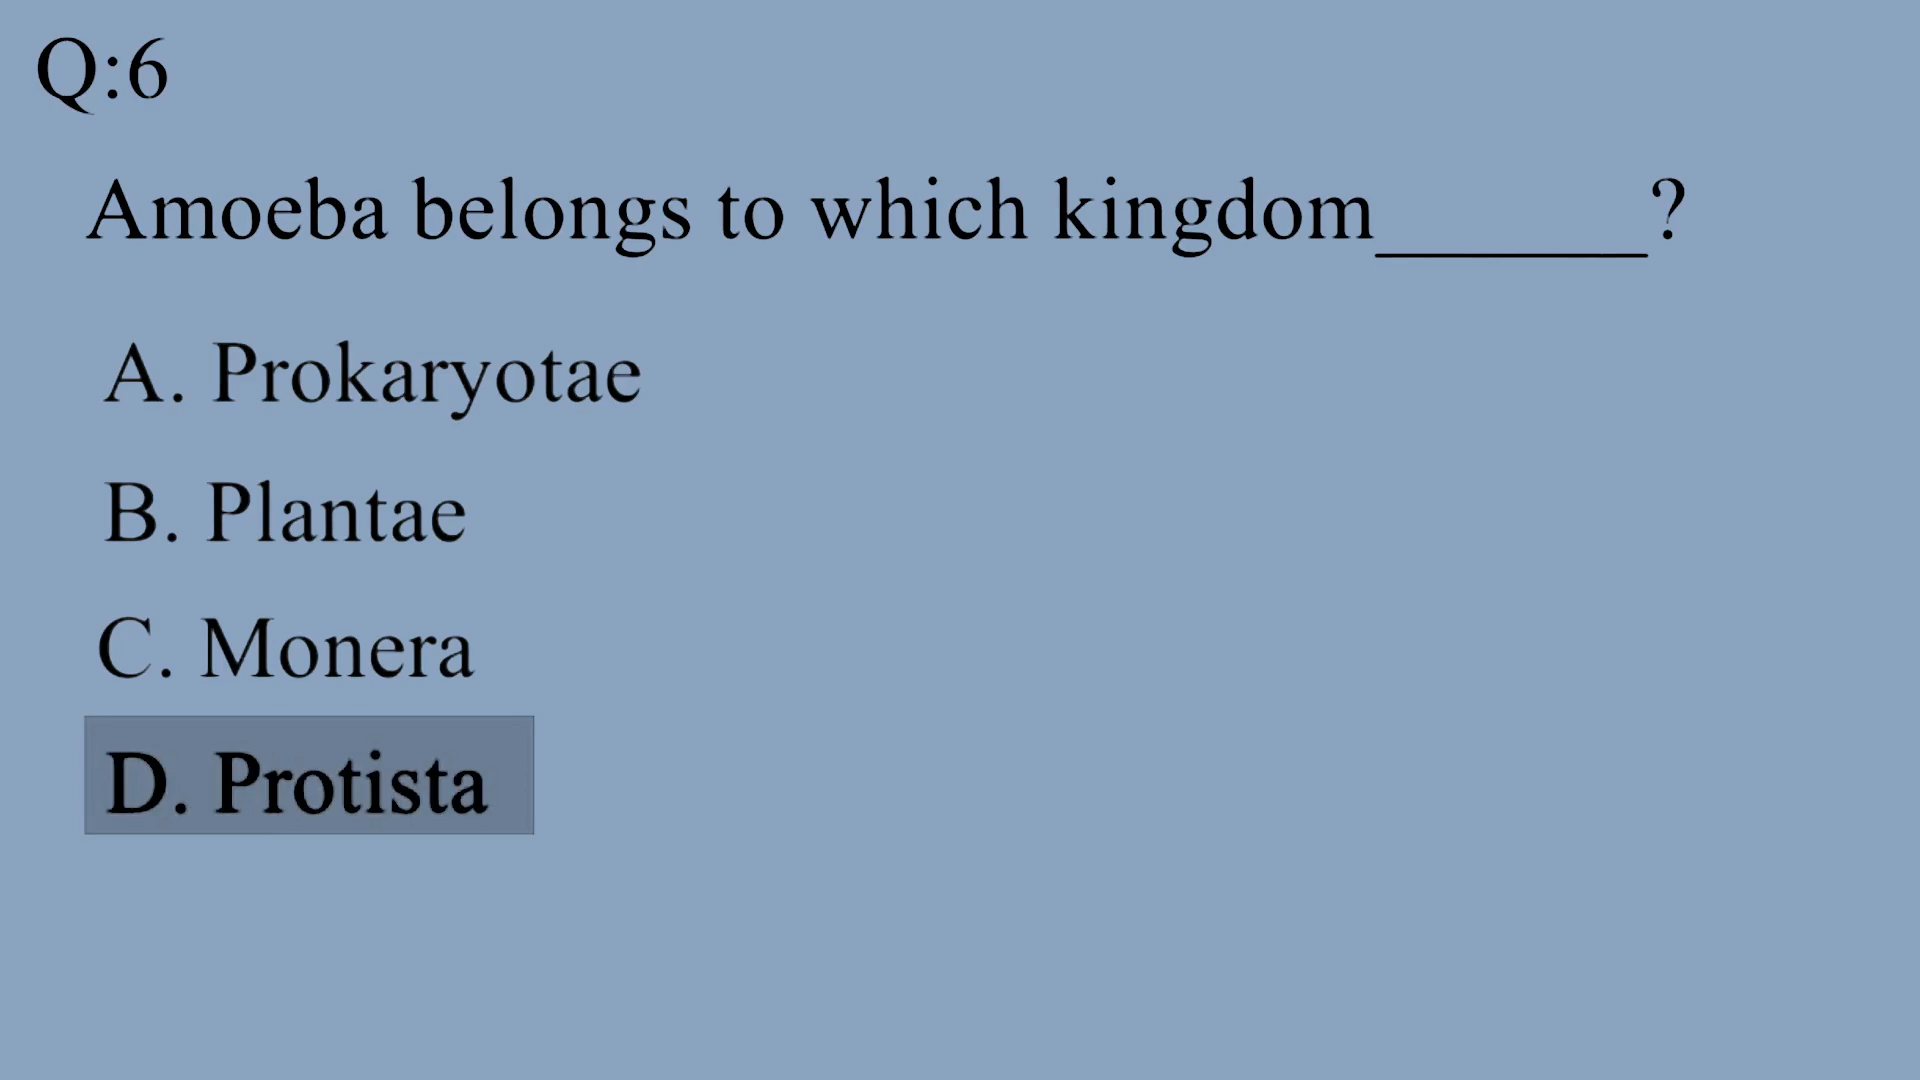 Q:6
Amoeba belongs to which kingdom_______?
A. Prokaryotae
B. Plantae
C. Monera
D. Protista